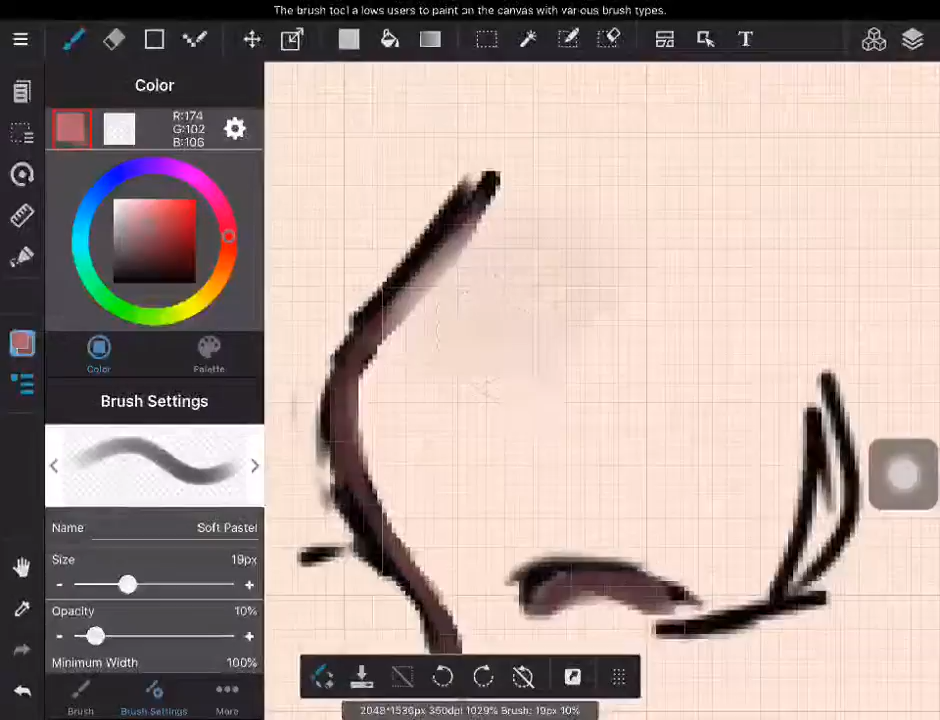 The brush tool allows users to paint on the canvas with various brush types.
T
Color
R:174
G:102
B:106
Color
Palette
Brush Settings
Name Soft Pastel
Size 19px
- +
Opacity 10%
- +
Minimum Width 100%
Brush
Brush Settings
More
2048*1536px 350dpi 1029% Brush: 19px 10%